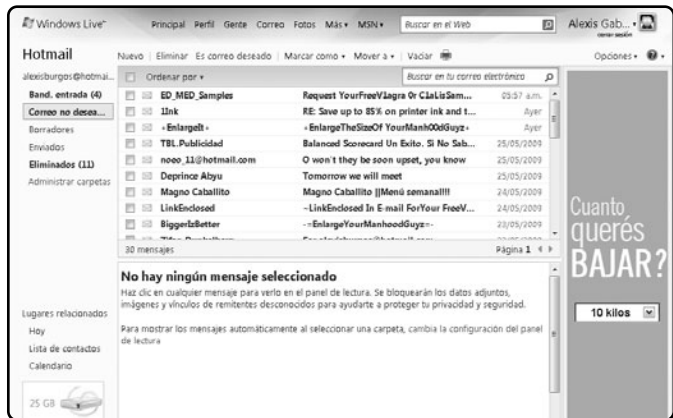 Windows Live™ Principal Perfil Gente Correo Fotos Más MSN Buscar en el Web Alexis Gab...
cerrar sesión
Hotmail Nuevo | Eliminar Es correo deseado | Marcar como Mover a | Vaciar Opciones
alexisburgos@hotmai... Ordenar por Buscar en tu correo electrónico
Band. entrada (4) ED_MED_Samples Request YourFreeV1agra 0r C1aLisSam... 05:57 a.m.
Correo no desea... 1Ink RE: Save up to 85% on printer ink and t... Ayer
Borradores +EnlargeIt+ +EnlargeTheSizeOf YourManh00dGuyz+ Ayer
Enviados TBL.Publicidad Balanced Scorecard Un Exito. Si No Sab... 25/05/2009
Eliminados (11) nooo_11@hotmail.com O won't they be soon upset, you know 25/05/2009
Administrar carpetas Deprince Abyu Tomorrow we will meet 25/05/2009
Magno Caballito Magno Caballito ||Menú semanal!!! 24/05/2009
LinkEnclosed ~LinkEnclosed In E-mail ForYour FreeV... 24/05/2009
BiggerIzBetter -=EnlargeYourManhoodGuyz=- 23/05/2009
30 mensajes Página 1
No hay ningún mensaje seleccionado
Haz clic en cualquier mensaje para verlo en el panel de lectura. Se bloquearán los datos adjuntos,
imágenes y vínculos de remitentes desconocidos para ayudarte a proteger tu privacidad y seguridad.
Para mostrar los mensajes automáticamente al seleccionar una carpeta, cambia la configuración del panel
de lectura
Lugares relacionados
Hoy
Lista de contactos
Calendario
25 GB
Cuanto
querés
BAJAR?
10 kilos